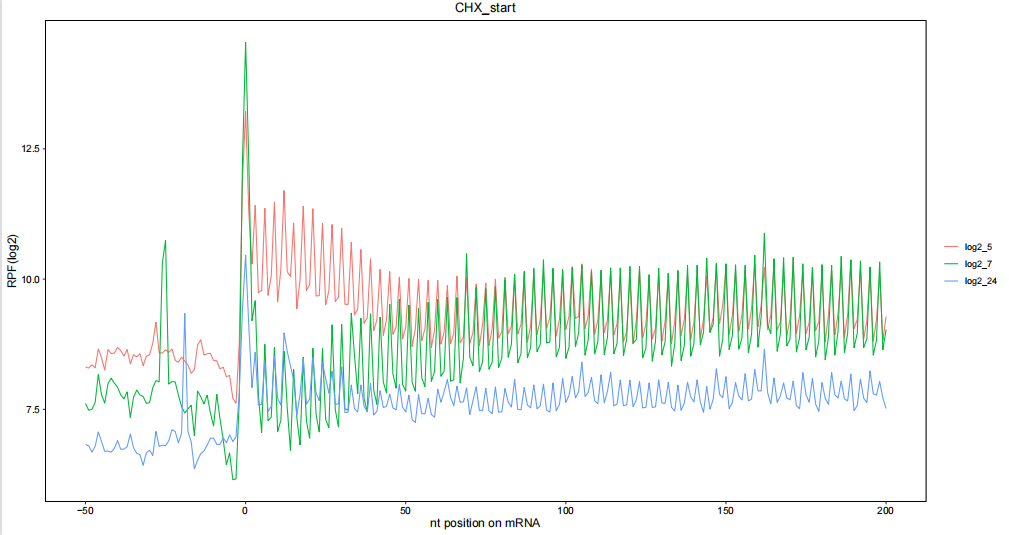 CHX_start
12.5
10.0
7.5
RPF(log2)
−50
0
50
100
150
200
nt position on mRNA
log2_5
log2_7
log2_24